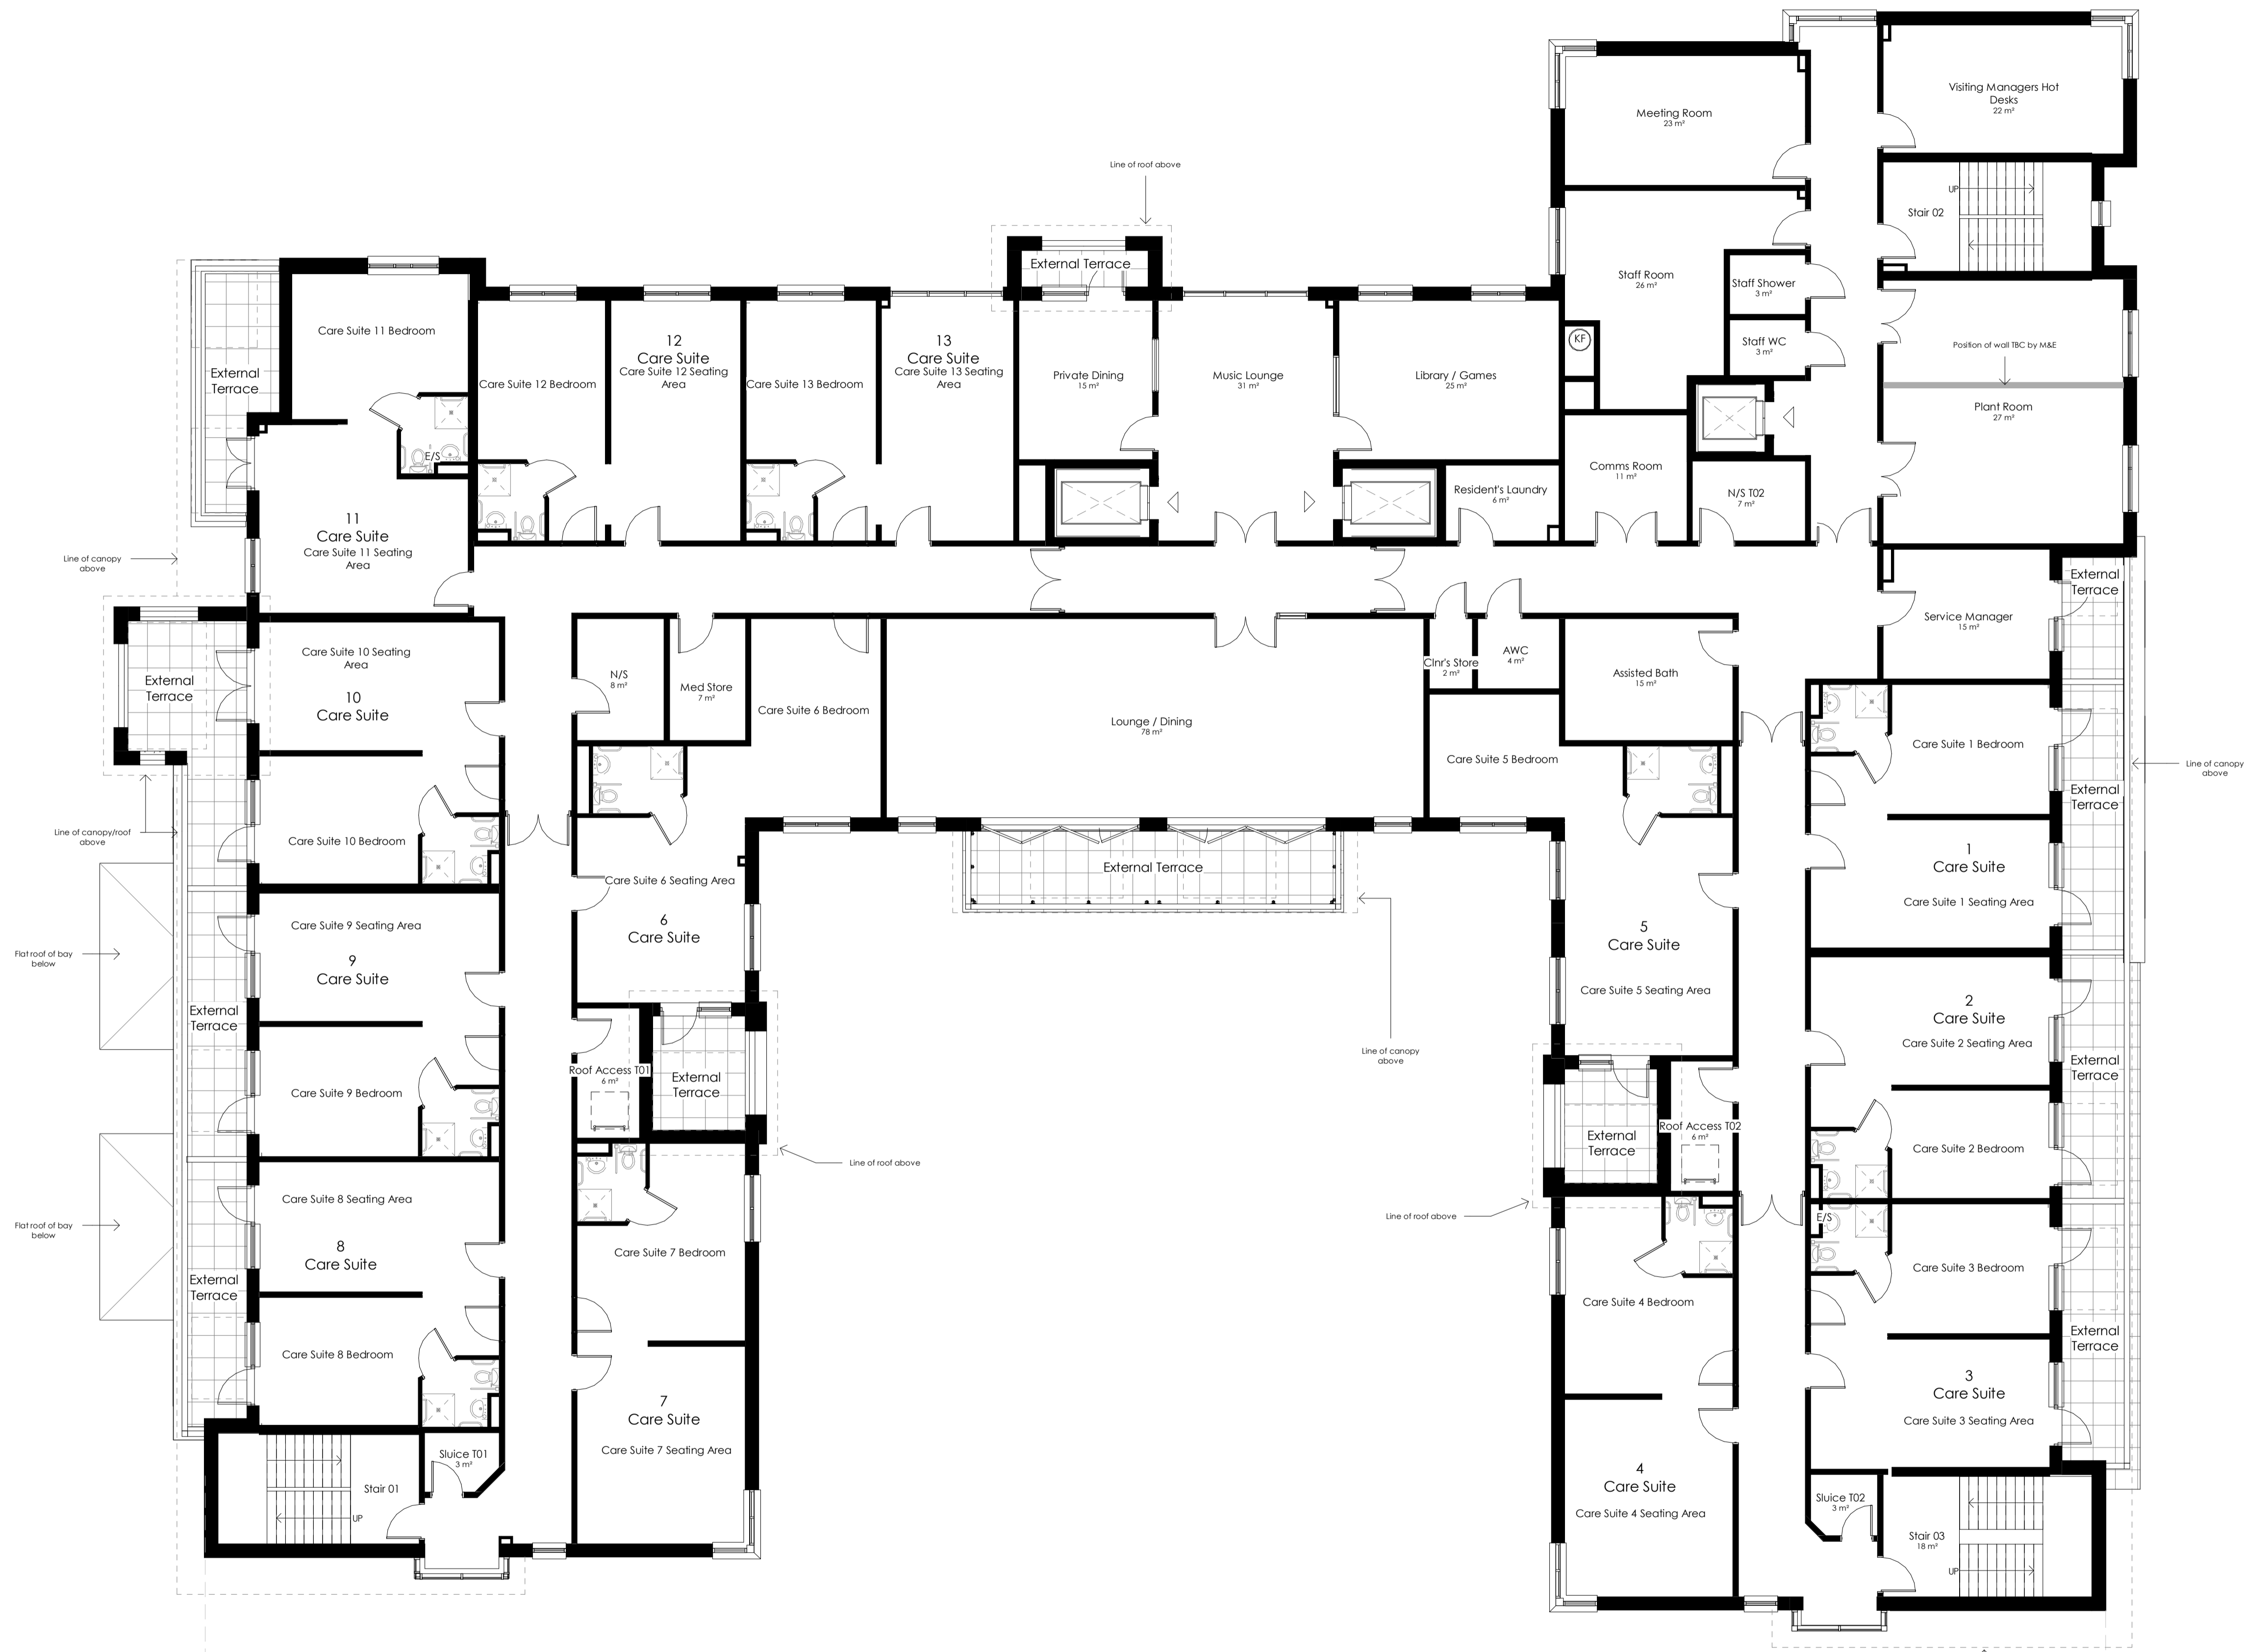 Visiting Managers Hot
Desks
22 m²
Meeting Room
23 m²
Line of roof above
UP
Stair 02
External Terrace
Staff Room
26 m²
Staff Shower
3 m²
Care Suite 11 Bedroom
KF
Staff WC
3 m²
Position of wall TBC by M&E
12
Care Suite
Care Suite 12 Seating
Area
13
Care Suite
Care Suite 13 Seating
Area
External
Terrace
Care Suite 12 Bedroom
Care Suite 13 Bedroom
Private Dining
15 m²
Music Lounge
31 m²
Library / Games
25 m²
Plant Room
27 m²
E/S
Comms Room
11 m²
Resident's Laundry
6 m²
N/S T02
7 m²
11
Care Suite
Care Suite 11 Seating
Area
Line of canopy
above
External
Terrace
Service Manager
15 m²
Care Suite 10 Seating
Area
10
Care Suite
External
Terrace
N/S
8 m²
Med Store
7 m²
Care Suite 6 Bedroom
Lounge / Dining
78 m²
Clnr's Store
2 m²
AWC
4 m²
Assisted Bath
15 m²
Care Suite 5 Bedroom
Care Suite 1 Bedroom
Line of canopy
above
External
Terrace
Line of canopy/roof
above
Care Suite 10 Bedroom
1
Care Suite
Care Suite 1 Seating Area
External Terrace
Care Suite 6 Seating Area
6
Care Suite
Care Suite 9 Seating Area
9
Care Suite
Flat roof of bay
below
5
Care Suite
Care Suite 5 Seating Area
2
Care Suite
Care Suite 2 Seating Area
External
Terrace
External
Terrace
Line of canopy
above
Roof Access T01
6 m²
External
Terrace
Care Suite 9 Bedroom
Roof Access T02
6 m²
External
Terrace
Care Suite 2 Bedroom
Line of roof above
Care Suite 8 Seating Area
Flat roof of bay
below
8
Care Suite
Line of roof above
E/S
Care Suite 7 Bedroom
Care Suite 3 Bedroom
External
Terrace
Care Suite 4 Bedroom
External
Terrace
Care Suite 8 Bedroom
3
Care Suite
Care Suite 3 Seating Area
7
Care Suite
Care Suite 7 Seating Area
Sluice T01
3 m²
Stair 01
UP
4
Care Suite
Care Suite 4 Seating Area
Sluice T02
3 m²
Stair 03
18 m²
UP